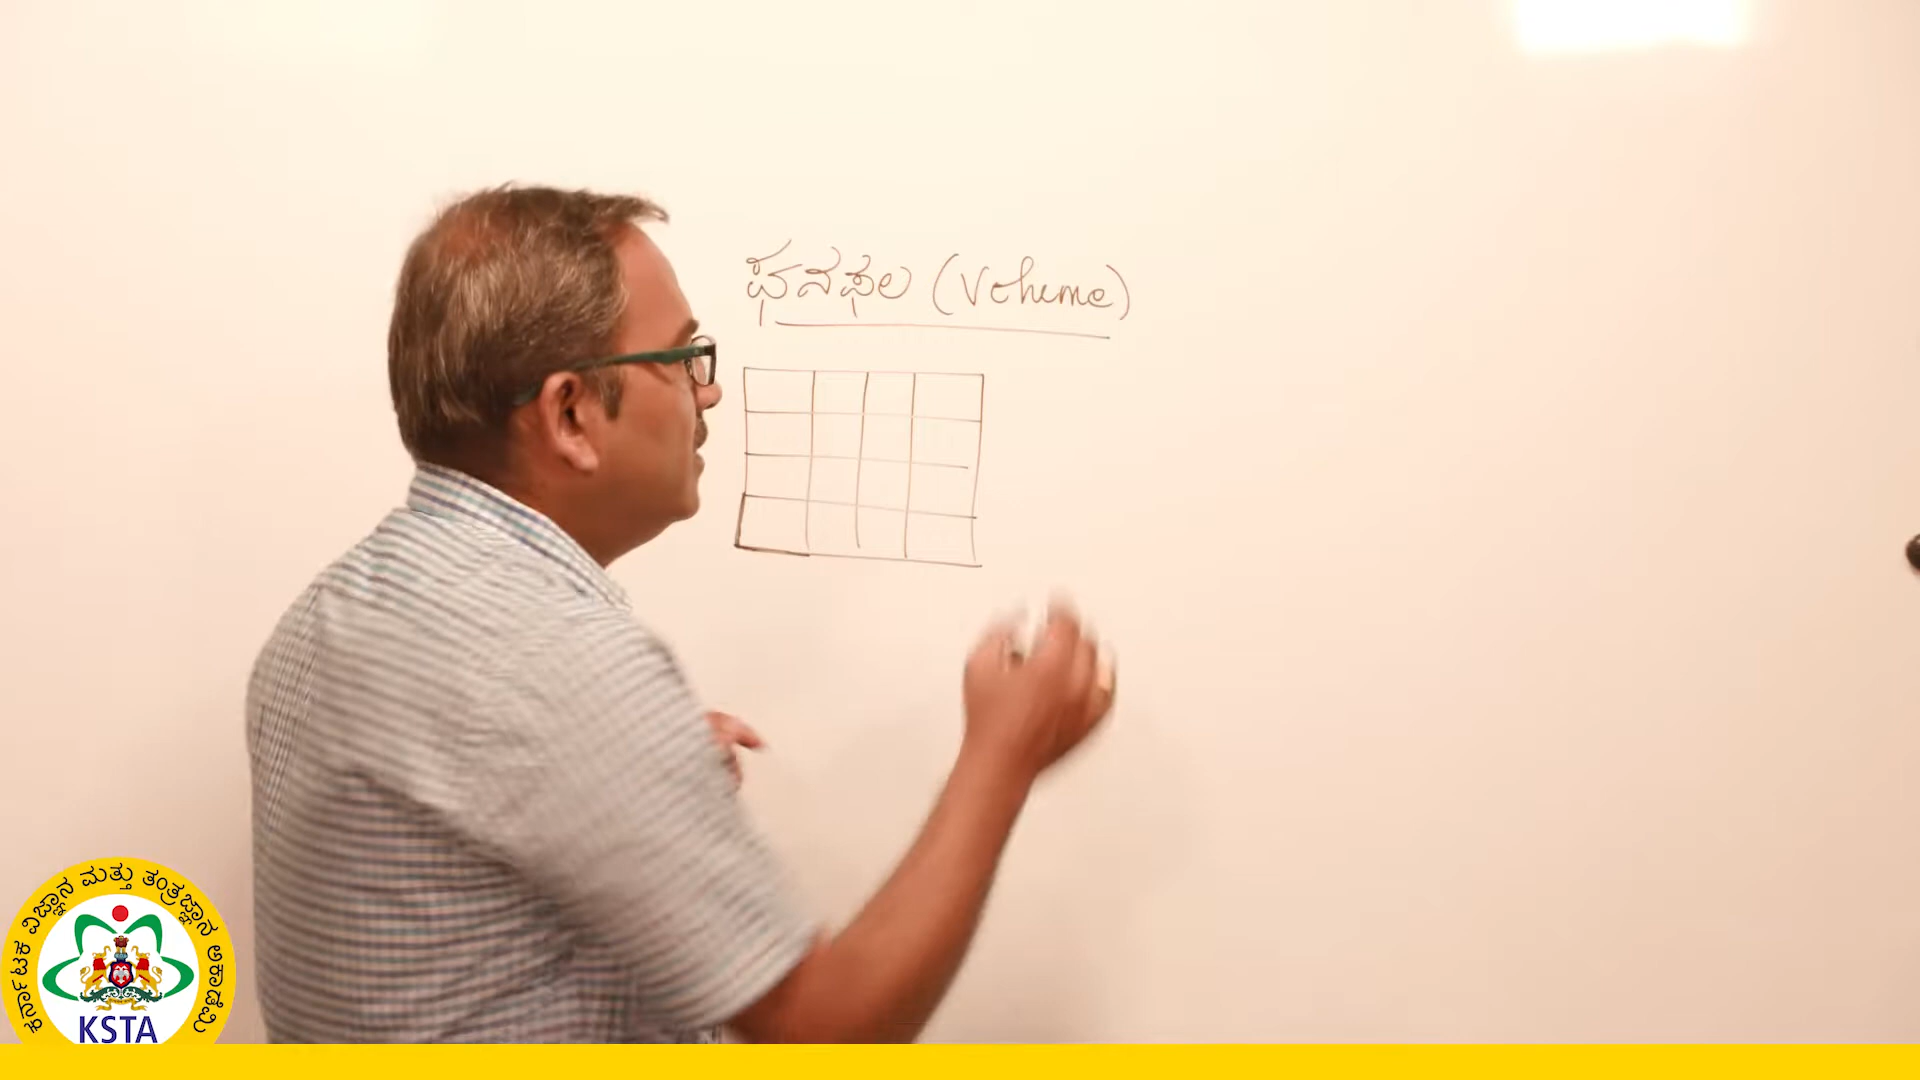 ಘನಫಲ (Volume)
ಕರ್ನಾಟಕ ವಿಜ್ಞಾನ ಮತ್ತು ತಂತ್ರಜ್ಞಾನ ಅಕಾಡೆಮಿ
KSTA